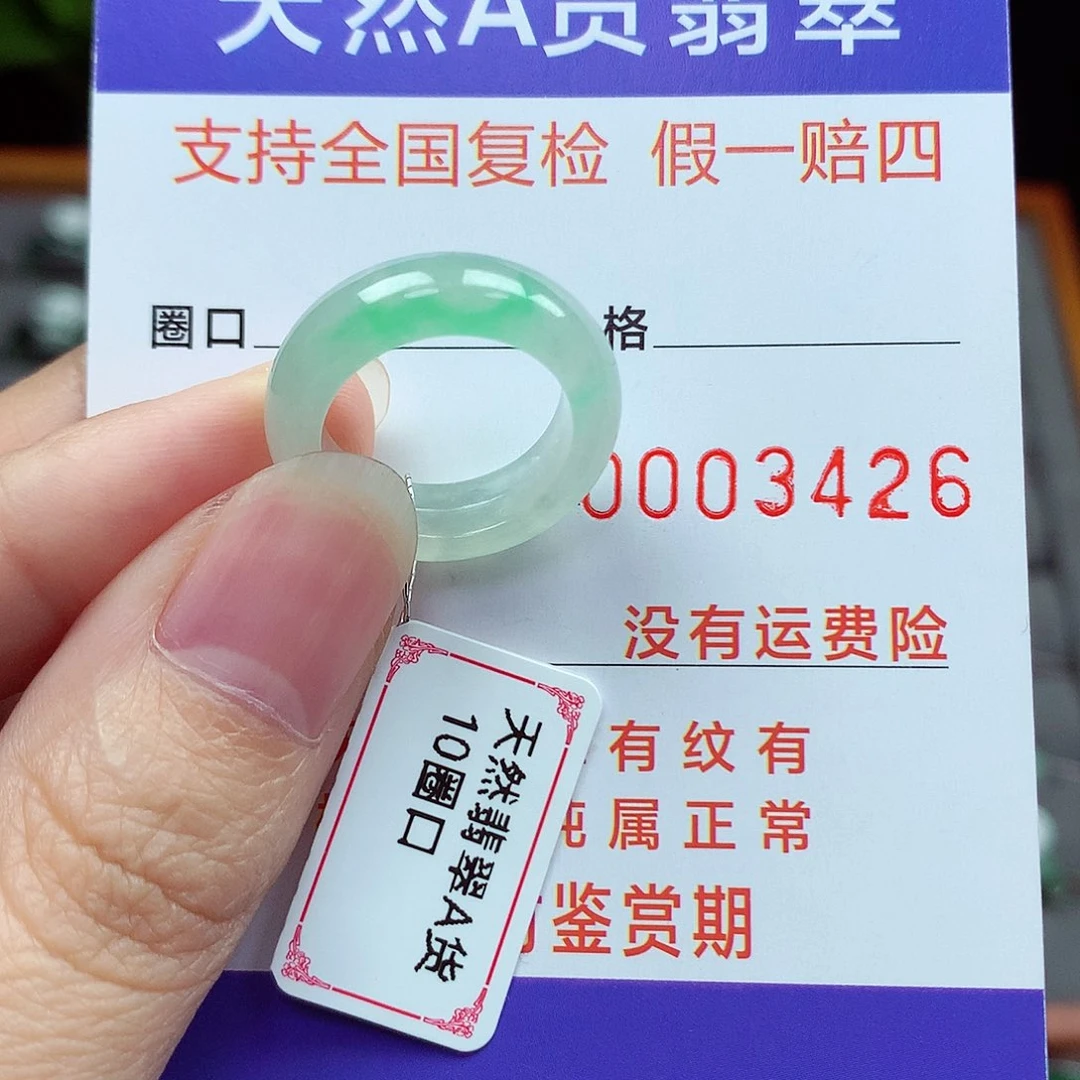 天然A货翡翠
支持全国复检 假一赔四
圈口 格
0003426
没有运费险
有纹有
纯属正常
鉴赏期
天然翡翠A货
10圈口